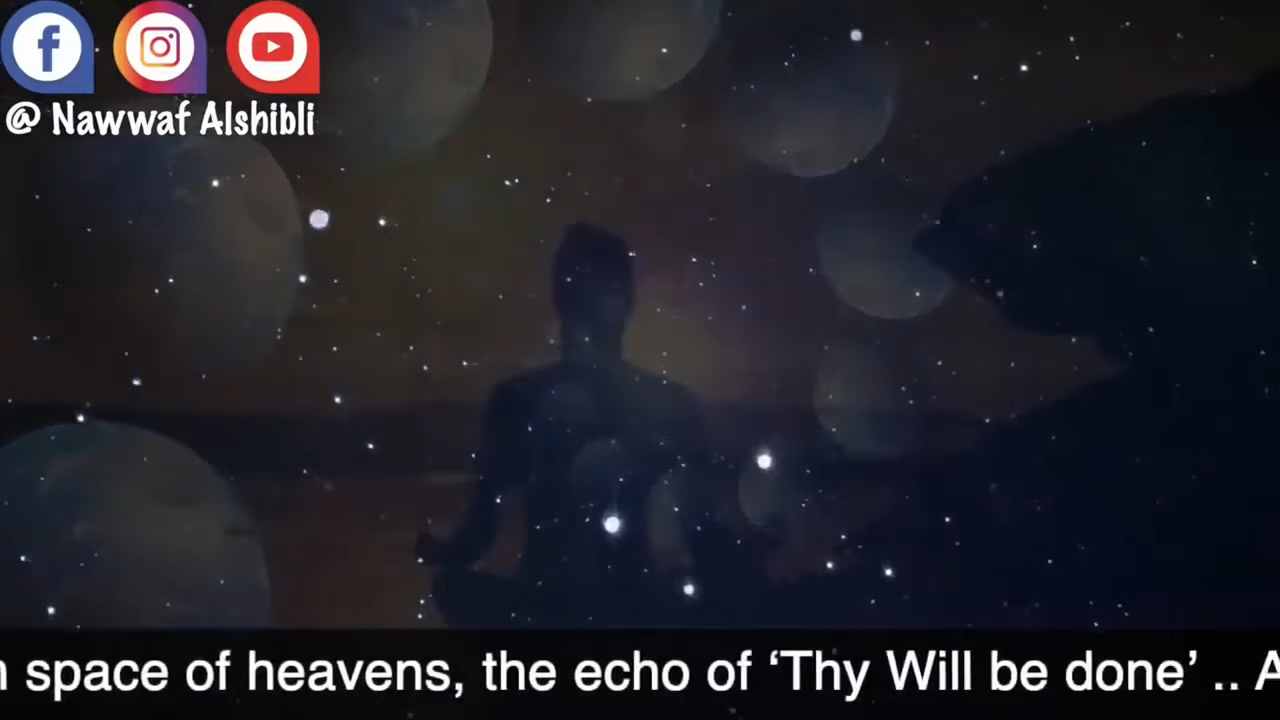 @ Nawwaf Alshibli
space of heavens, the echo of ‘Thy Will be done’ ..